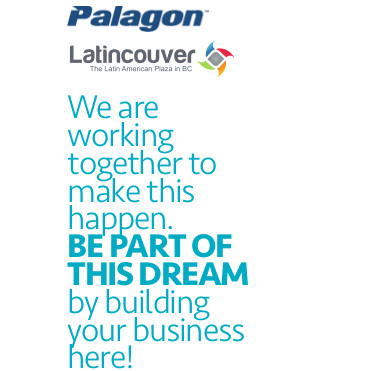 Palagon™
Latincouver
The Latin American Plaza in BC
We are
working
together to
make this
happen.
BE PART OF
THIS DREAM
by building
your business
here!